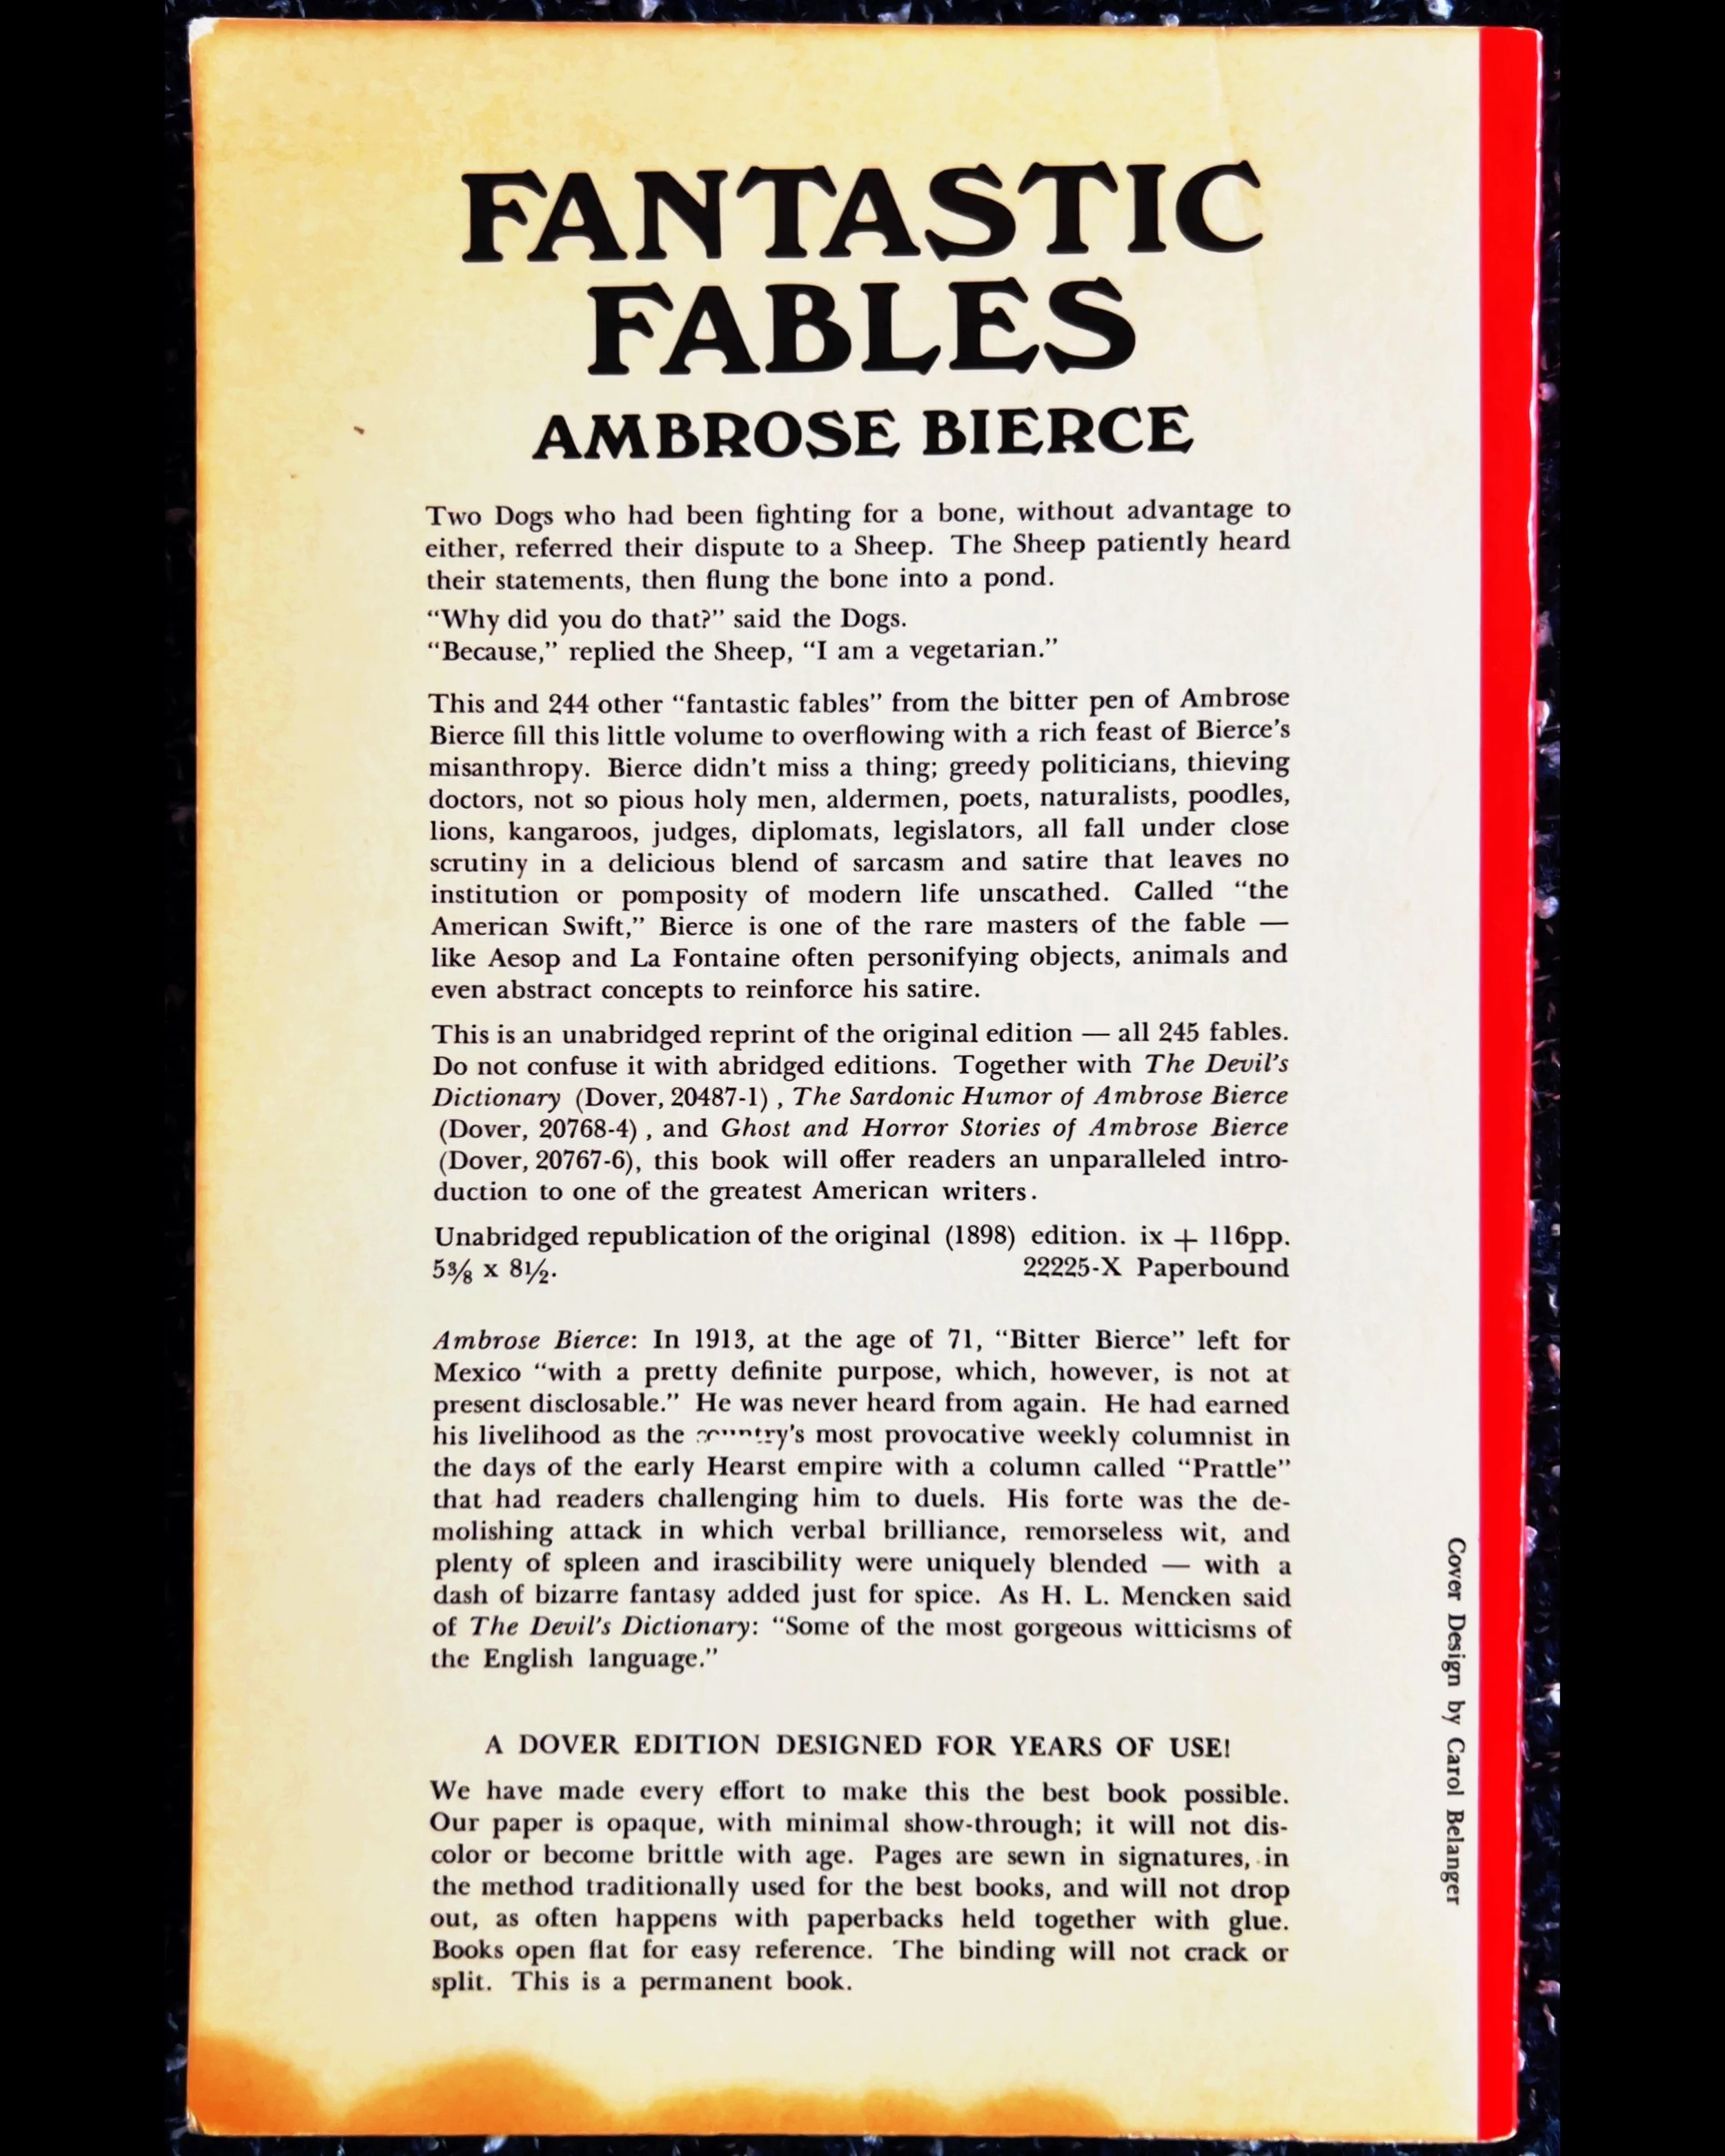 FANTASTIC
FABLES
AMBROSE BIERCE
Two Dogs who had been fighting for a bone, without advantage to
either, referred their dispute to a Sheep. The Sheep patiently heard
their statements, then flung the bone into a pond.
“Why did you do that?” said the Dogs.
“Because,” replied the Sheep, “I am a vegetarian.”
This and 244 other “fantastic fables” from the bitter pen of Ambrose
Bierce fill this little volume to overflowing with a rich feast of Bierce’s
misanthropy. Bierce didn’t miss a thing; greedy politicians, thieving
doctors, not so pious holy men, aldermen, poets, naturalists, poodles,
lions, kangaroos, judges, diplomats, legislators, all fall under close
scrutiny in a delicious blend of sarcasm and satire that leaves no
institution or pomposity of modern life unscathed. Called “the
American Swift,” Bierce is one of the rare masters of the fable —
like Aesop and La Fontaine often personifying objects, animals and
even abstract concepts to reinforce his satire.
This is an unabridged reprint of the original edition — all 245 fables.
Do not confuse it with abridged editions. Together with The Devil’s
Dictionary (Dover, 20487-1) , The Sardonic Humor of Ambrose Bierce
(Dover, 20768-4) , and Ghost and Horror Stories of Ambrose Bierce
(Dover, 20767-6), this book will offer readers an unparalleled intro-
duction to one of the greatest American writers.
Unabridged republication of the original (1898) edition. ix + 116pp.
5⅜ x 8½. 22225-X Paperbound
Ambrose Bierce: In 1913, at the age of 71, “Bitter Bierce” left for
Mexico “with a pretty definite purpose, which, however, is not at
present disclosable.” He was never heard from again. He had earned
his livelihood as the country’s most provocative weekly columnist in
the days of the early Hearst empire with a column called “Prattle”
that had readers challenging him to duels. His forte was the de-
molishing attack in which verbal brilliance, remorseless wit, and
plenty of spleen and irascibility were uniquely blended — with a
dash of bizarre fantasy added just for spice. As H. L. Mencken said
of The Devil’s Dictionary: “Some of the most gorgeous witticisms of
the English language.”
A DOVER EDITION DESIGNED FOR YEARS OF USE!
We have made every effort to make this the best book possible.
Our paper is opaque, with minimal show-through; it will not dis-
color or become brittle with age. Pages are sewn in signatures, in
the method traditionally used for the best books, and will not drop
out, as often happens with paperbacks held together with glue.
Books open flat for easy reference. The binding will not crack or
split. This is a permanent book.
Cover Design by Carol Belanger